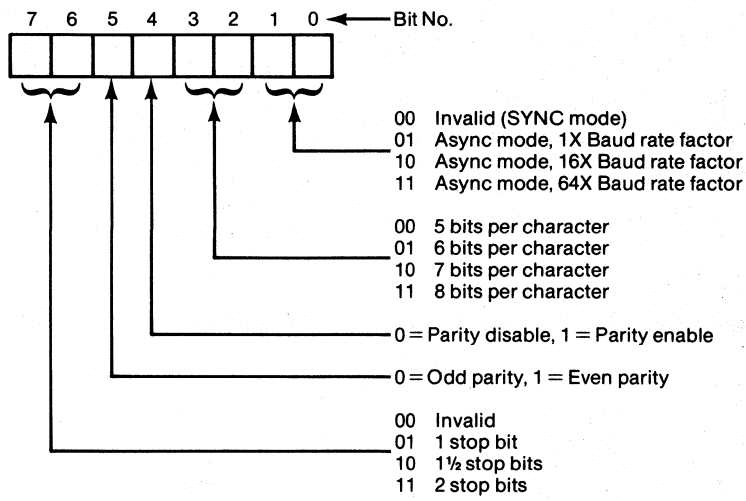 7 6 5 4 3 2 1 0 Bit No.
00 Invalid (SYNC mode)
01 Async mode, 1X Baud rate factor
10 Async mode, 16X Baud rate factor
11 Async mode, 64X Baud rate factor
00 5 bits per character
01 6 bits per character
10 7 bits per character
11 8 bits per character
0 = Parity disable, 1 = Parity enable
0 = Odd parity, 1 = Even parity
00 Invalid
01 1 stop bit
10 1½ stop bits
11 2 stop bits